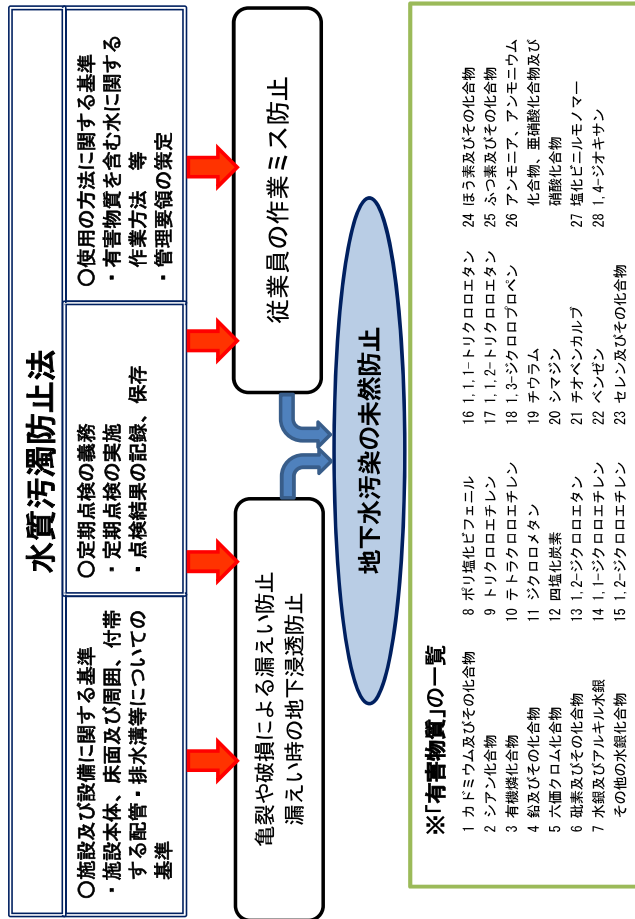 水質汚濁防止法
○施設及び設備に関する基準
・施設本体、床面及び周囲、付帯
する配管・排水溝等についての
基準
○定期点検の義務
・定期点検の実施
・点検結果の記録、保存
○使用の方法に関する基準
・有害物質を含む水に関する
作業方法　等
・管理要領の策定
亀裂や破損による漏えい防止
漏えい時の地下浸透防止
従業員の作業ミス防止
地下水汚染の未然防止
※「有害物質」の一覧
1 カドミウム及びその化合物
2 シアン化合物
3 有機燐化合物
4 鉛及びその化合物
5 六価クロム化合物
6 砒素及びその化合物
7 水銀及びアルキル水銀
その他の水銀化合物
8 ポリ塩化ビフェニル
9 トリクロロエチレン
10 テトラクロロエチレン
11 ジクロロメタン
12 四塩化炭素
13 1,2-ジクロロエタン
14 1,1-ジクロロエチレン
15 1,2-ジクロロエチレン
16 1,1,1-トリクロロエタン
17 1,1,2-トリクロロエタン
18 1,3-ジクロロプロペン
19 チウラム
20 シマジン
21 チオベンカルブ
22 ベンゼン
23 セレン及びその化合物
24 ほう素及びその化合物
25 ふつ素及びその化合物
26 アンモニア、アンモニウム
化合物、亜硝酸化合物及び
硝酸化合物
27 塩化ビニルモノマー
28 1,4-ジオキサン